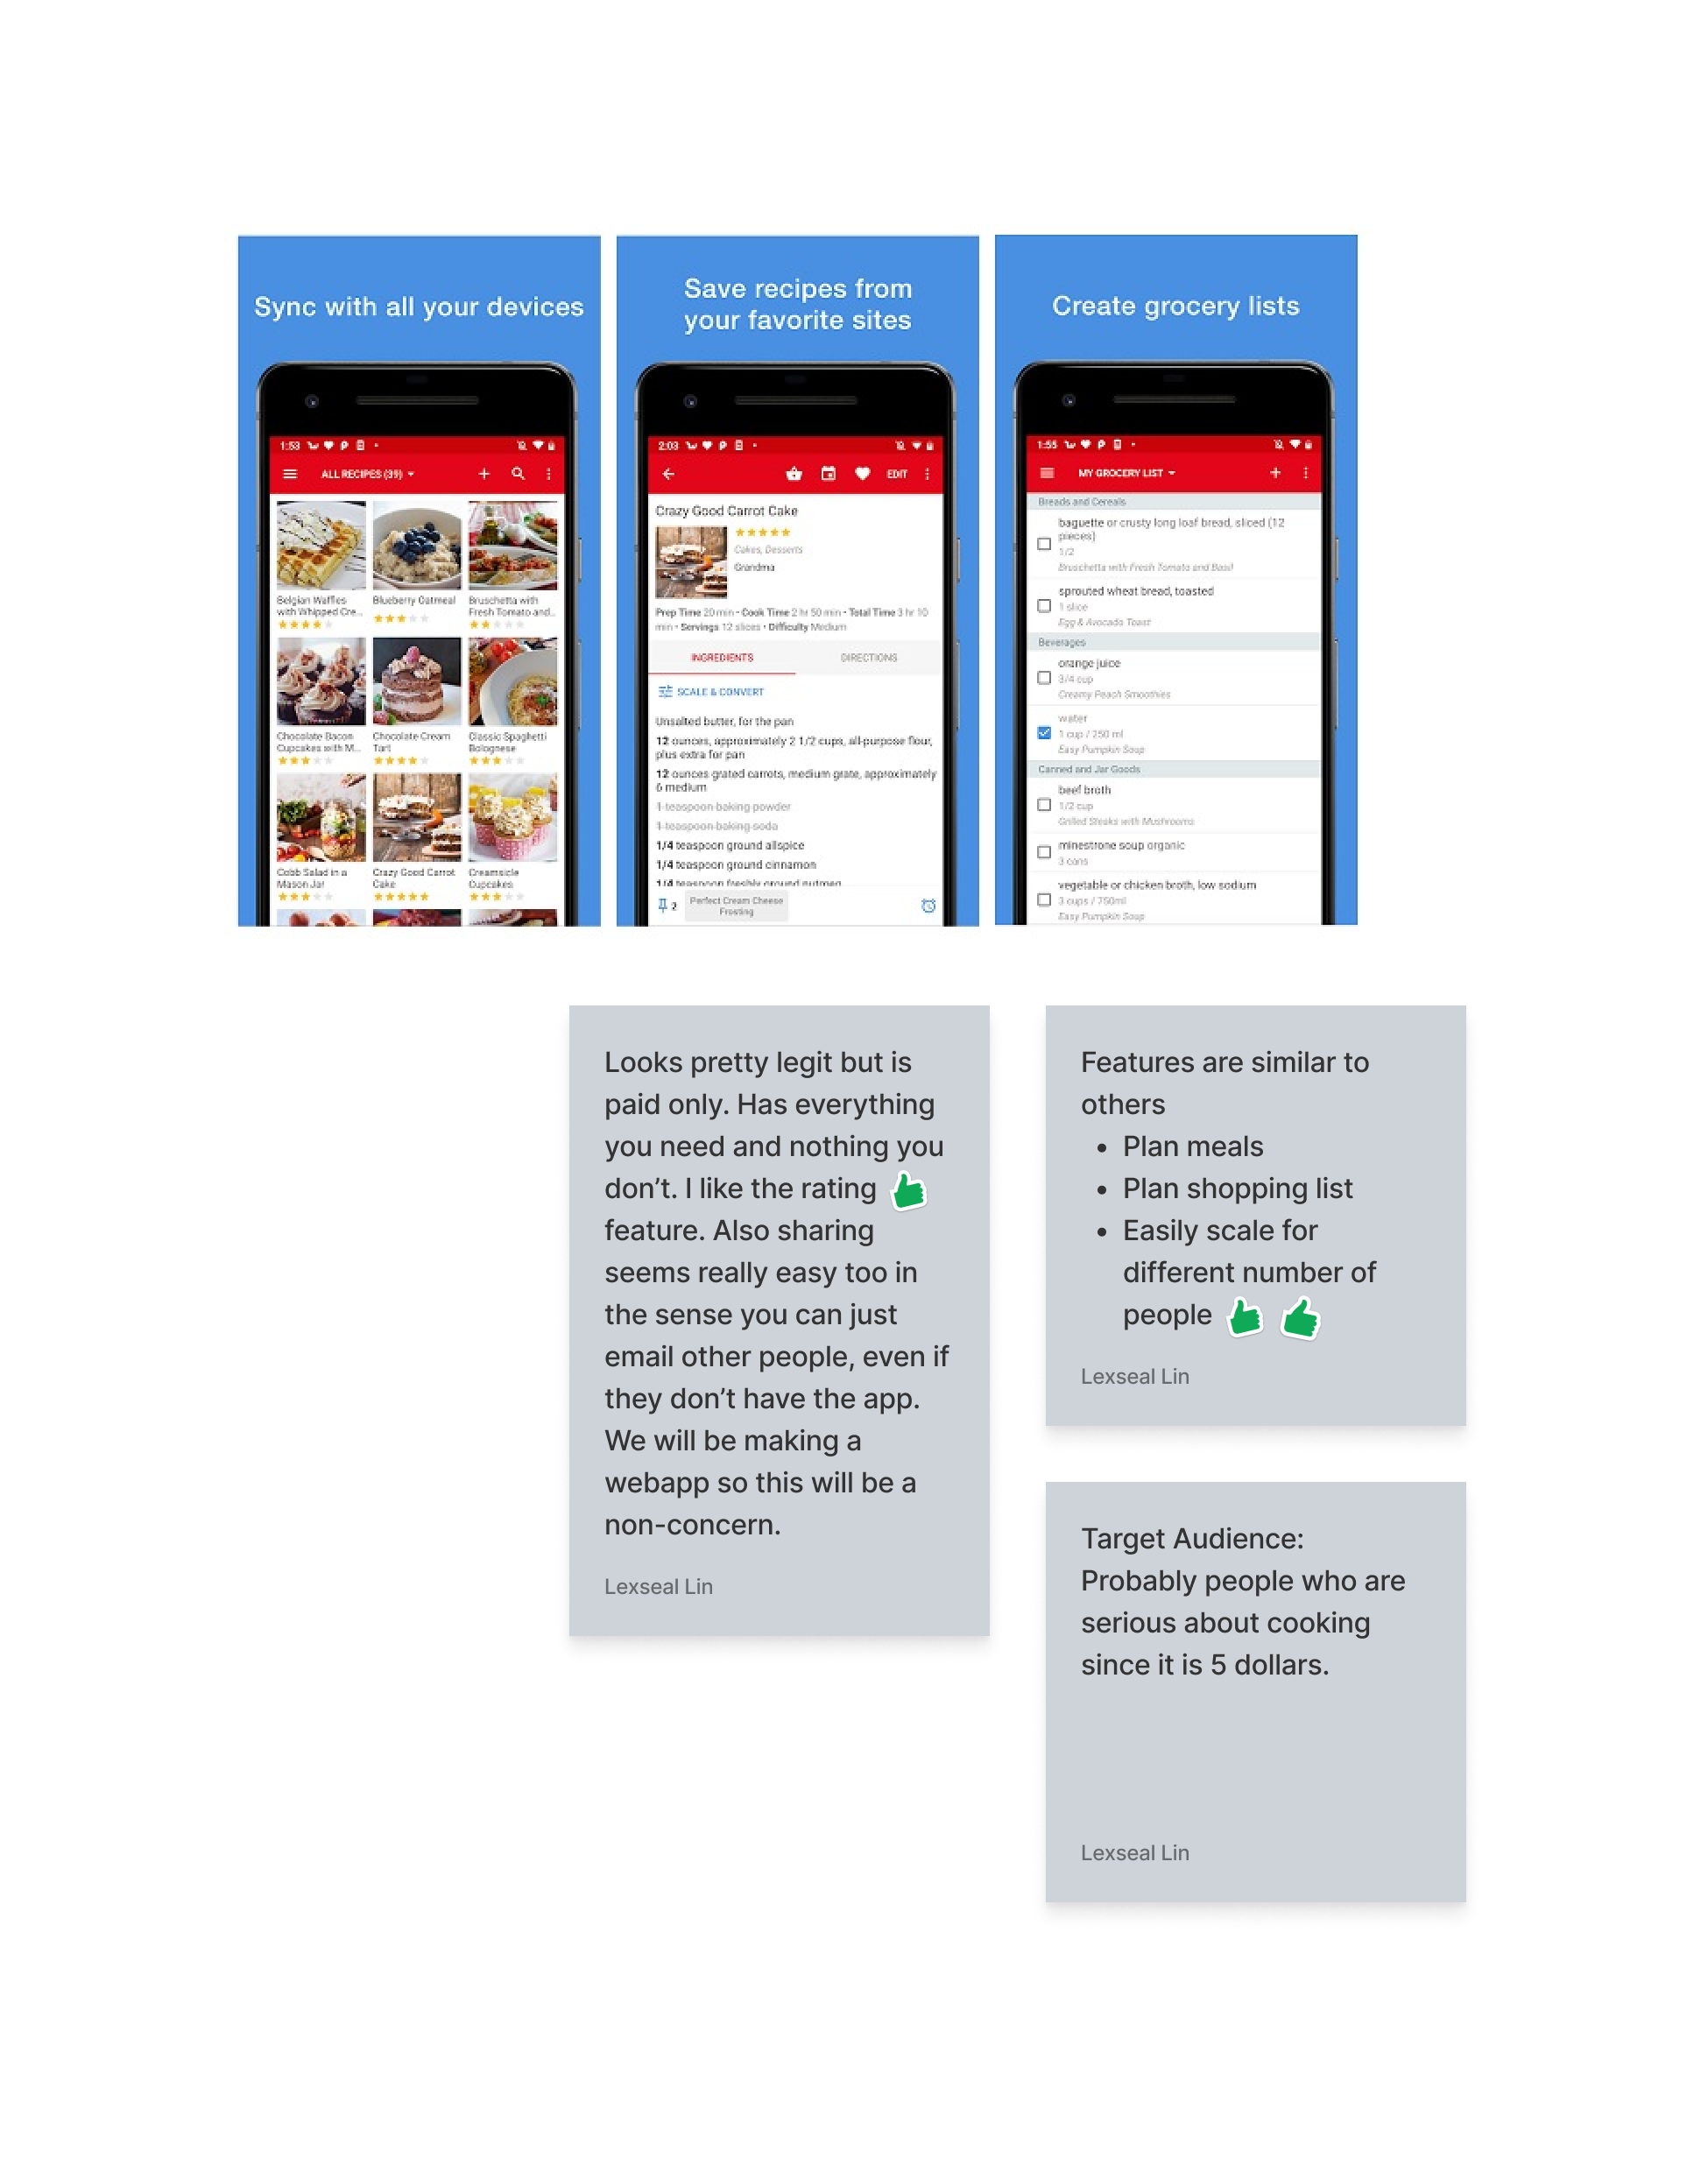 Sync with all your devices
1:53
ALL RECIPES (39)
Belgian Waffles
with Whipped Cre...
Blueberry Oatmeal
Bruschetta with
Fresh Tomato and...
Chocolate Bacon
Cupcakes with M...
Chocolate Cream
Tart
Classic Spaghetti
Bolognese
Cobb Salad in a
Mason Jar
Crazy Good Carrot
Cake
Creamsicle
Cupcakes
Save recipes from
your favorite sites
2:03
EDIT
Crazy Good Carrot Cake
Cakes, Desserts
Grandma
Prep Time 20 min • Cook Time 2 hr 50 min • Total Time 3 hr 10
min • Servings 12 slices • Difficulty Medium
INGREDIENTS
DIRECTIONS
SCALE & CONVERT
Unsalted butter, for the pan
12 ounces, approximately 2 1/2 cups, all-purpose flour,
plus extra for pan
12 ounces grated carrots, medium grate, approximately
6 medium
1 teaspoon baking powder
1 teaspoon baking soda
1/4 teaspoon ground allspice
1/4 teaspoon ground cinnamon
1/4 teaspoon freshly ground nutmeg
2
Perfect Cream Cheese
Frosting
Create grocery lists
1:55
MY GROCERY LIST
Breads and Cereals
baguette or crusty long loaf bread, sliced (12
pieces)
1/2
Bruschetta with Fresh Tomato and Basil
sprouted wheat bread, toasted
1 slice
Egg & Avocado Toast
Beverages
orange juice
3/4 cup
Creamy Peach Smoothies
water
1 cup / 250 ml
Easy Pumpkin Soup
Canned and Jar Goods
beef broth
1/2 cup
Grilled Steaks with Mushrooms
minestrone soup organic
3 cans
vegetable or chicken broth, low sodium
3 cups / 750ml
Easy Pumpkin Soup
Looks pretty legit but is
paid only. Has everything
you need and nothing you
don't. I like the rating
feature. Also sharing
seems really easy too in
the sense you can just
email other people, even if
they don't have the app.
We will be making a
webapp so this will be a
non-concern.
Lexseal Lin
Features are similar to
others
• Plan meals
• Plan shopping list
• Easily scale for
different number of
people
Lexseal Lin
Target Audience:
Probably people who are
serious about cooking
since it is 5 dollars.
Lexseal Lin